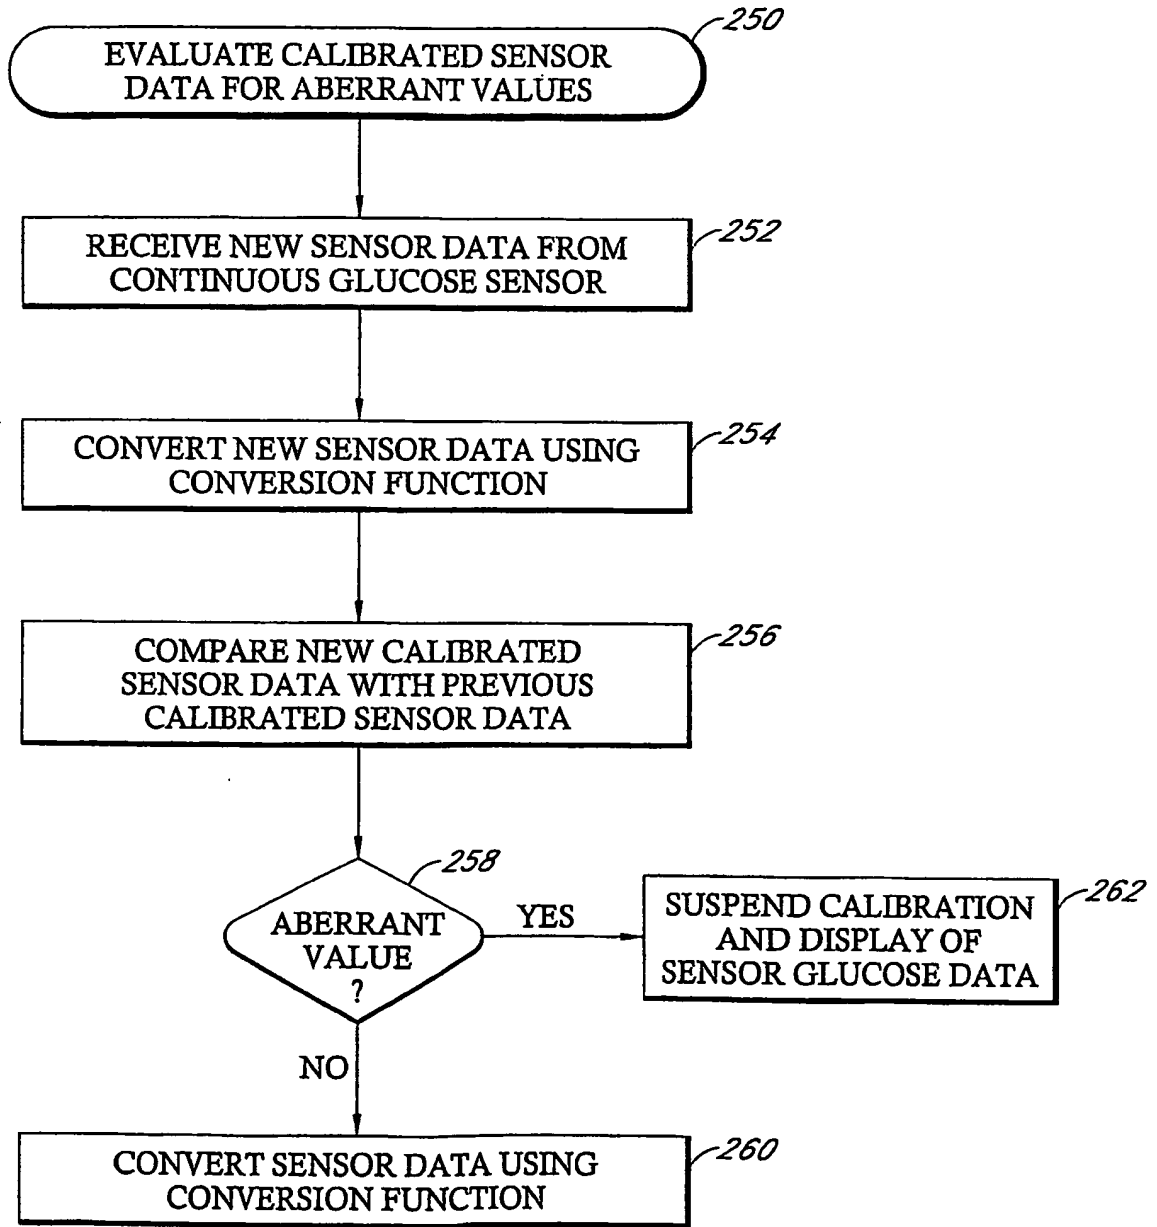 250
EVALUATE CALIBRATED SENSOR
DATA FOR ABERRANT VALUES
252
RECEIVE NEW SENSOR DATA FROM
CONTINUOUS GLUCOSE SENSOR
254
CONVERT NEW SENSOR DATA USING
CONVERSION FUNCTION
256
COMPARE NEW CALIBRATED
SENSOR DATA WITH PREVIOUS
CALIBRATED SENSOR DATA
258
ABERRANT
VALUE
?
YES
262
SUSPEND CALIBRATION
AND DISPLAY OF
SENSOR GLUCOSE DATA
NO
260
CONVERT SENSOR DATA USING
CONVERSION FUNCTION